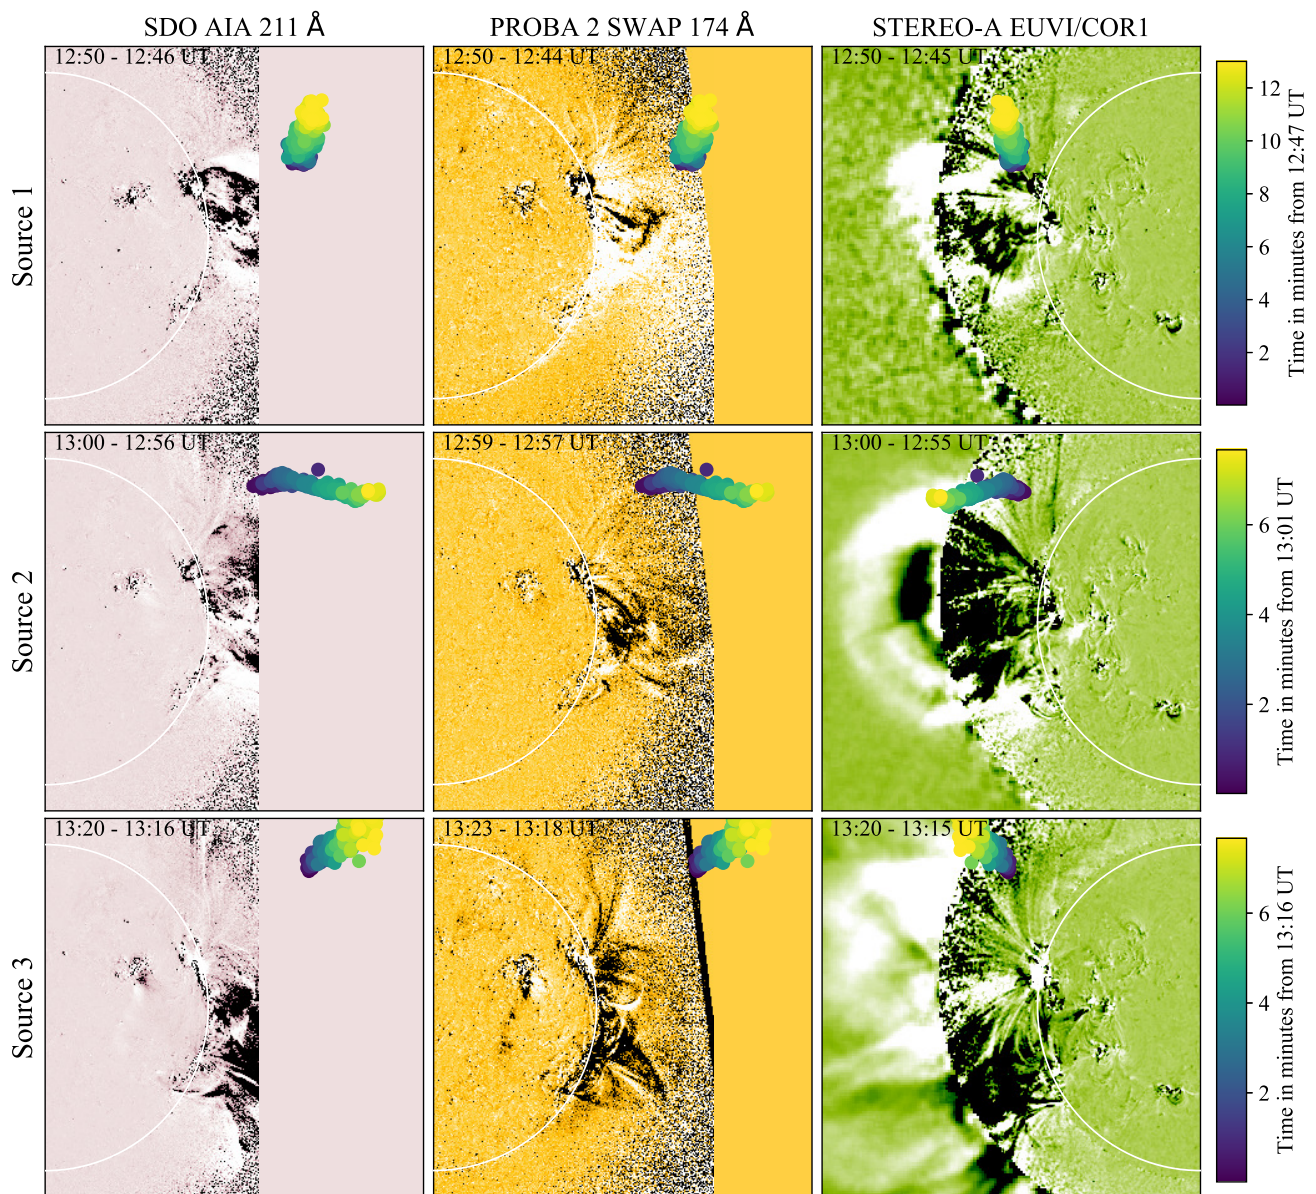 SDO AIA 211 Å
PROBA 2 SWAP 174 Å
STEREO-A EUVI/COR1
Source 1
12:50 - 12:46 UT
12:50 - 12:44 UT
12:50 - 12:45 UT
12
10
8
6
4
2
Time in minutes from 12:47 UT
Source 2
13:00 - 12:56 UT
12:59 - 12:57 UT
13:00 - 12:55 UT
6
4
2
Time in minutes from 13:01 UT
Source 3
13:20 - 13:16 UT
13:23 - 13:18 UT
13:20 - 13:15 UT
6
4
2
Time in minutes from 13:16 UT